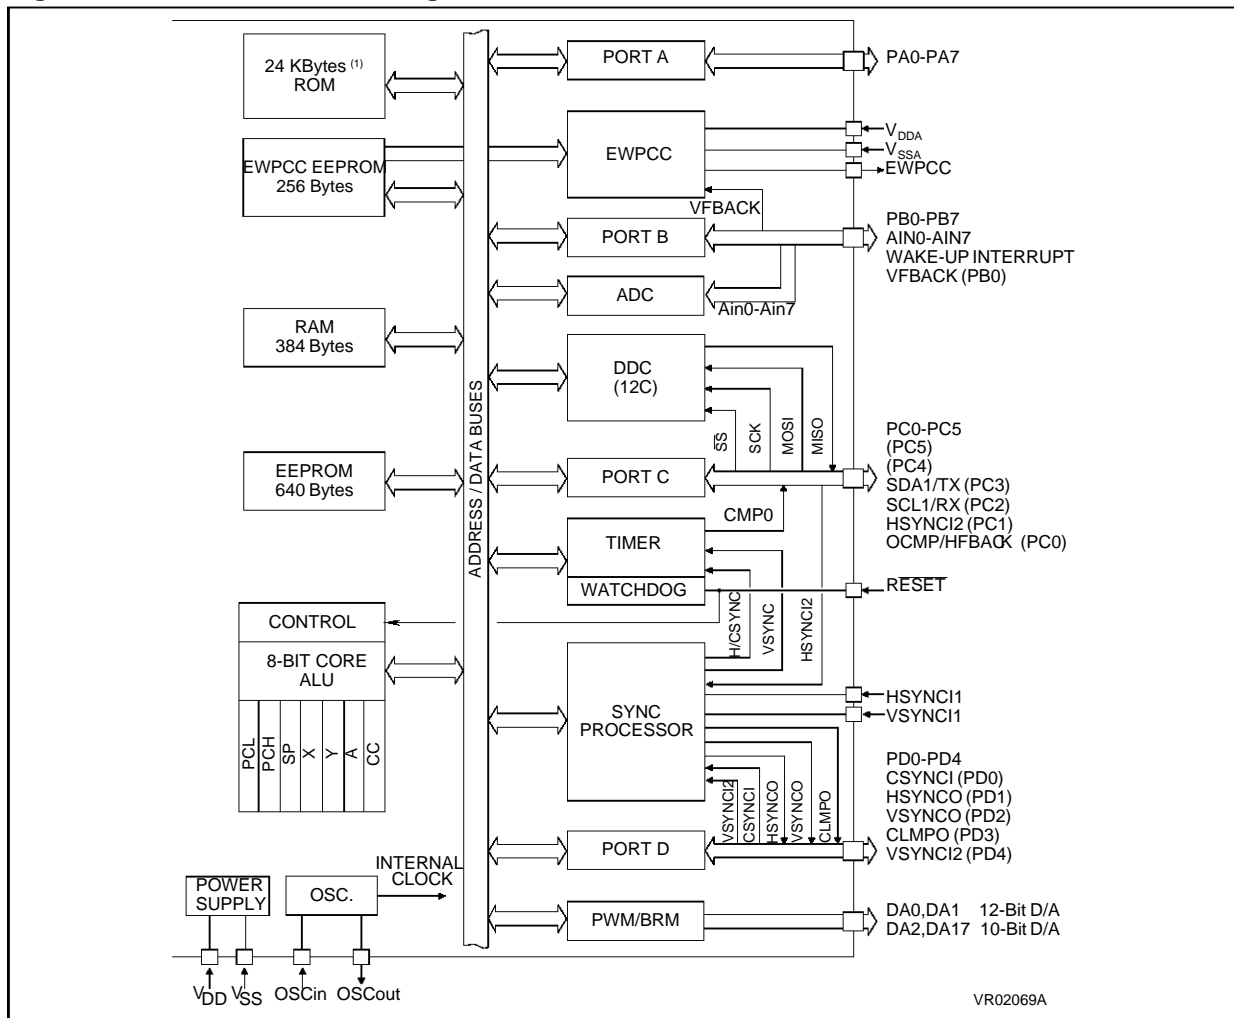 24 KBytes (1)
ROM
EWPCC EEPROM
256 Bytes
RAM
384 Bytes
EEPROM
640 Bytes
CONTROL
8-BIT CORE
ALU
PCL
PCH
SP
X
Y
A
CC
POWER
SUPPLY
OSC.
INTERNAL
CLOCK
VDD
VSS
OSCin
OSCout
ADDRESS / DATA BUSES
PORT A
EWPCC
VFBACK
PORT B
ADC
Ain0-Ain7
DDC
(12C)
SS
SCK
MOSI
MISO
PORT C
CMP0
TIMER
WATCHDOG
H/CSYNC
VSYNC
HSYNCI2
SYNC
PROCESSOR
VSYNCI2
CSYNCI
HSYNCO
VSYNCO
CLMPO
PORT D
PWM/BRM
PA0-PA7
VDDA
VSSA
EWPCC
PB0-PB7
AIN0-AIN7
WAKE-UP INTERRUPT
VFBACK (PB0)
PC0-PC5
(PC5)
(PC4)
SDA1/TX (PC3)
SCL1/RX (PC2)
HSYNCI2 (PC1)
OCMP/HFBACK (PC0)
RESET
HSYNCI1
VSYNCI1
PD0-PD4
CSYNCI (PD0)
HSYNCO (PD1)
VSYNCO (PD2)
CLMPO (PD3)
VSYNCI2 (PD4)
DA0,DA1 12-Bit D/A
DA2,DA17 10-Bit D/A
VR02069A